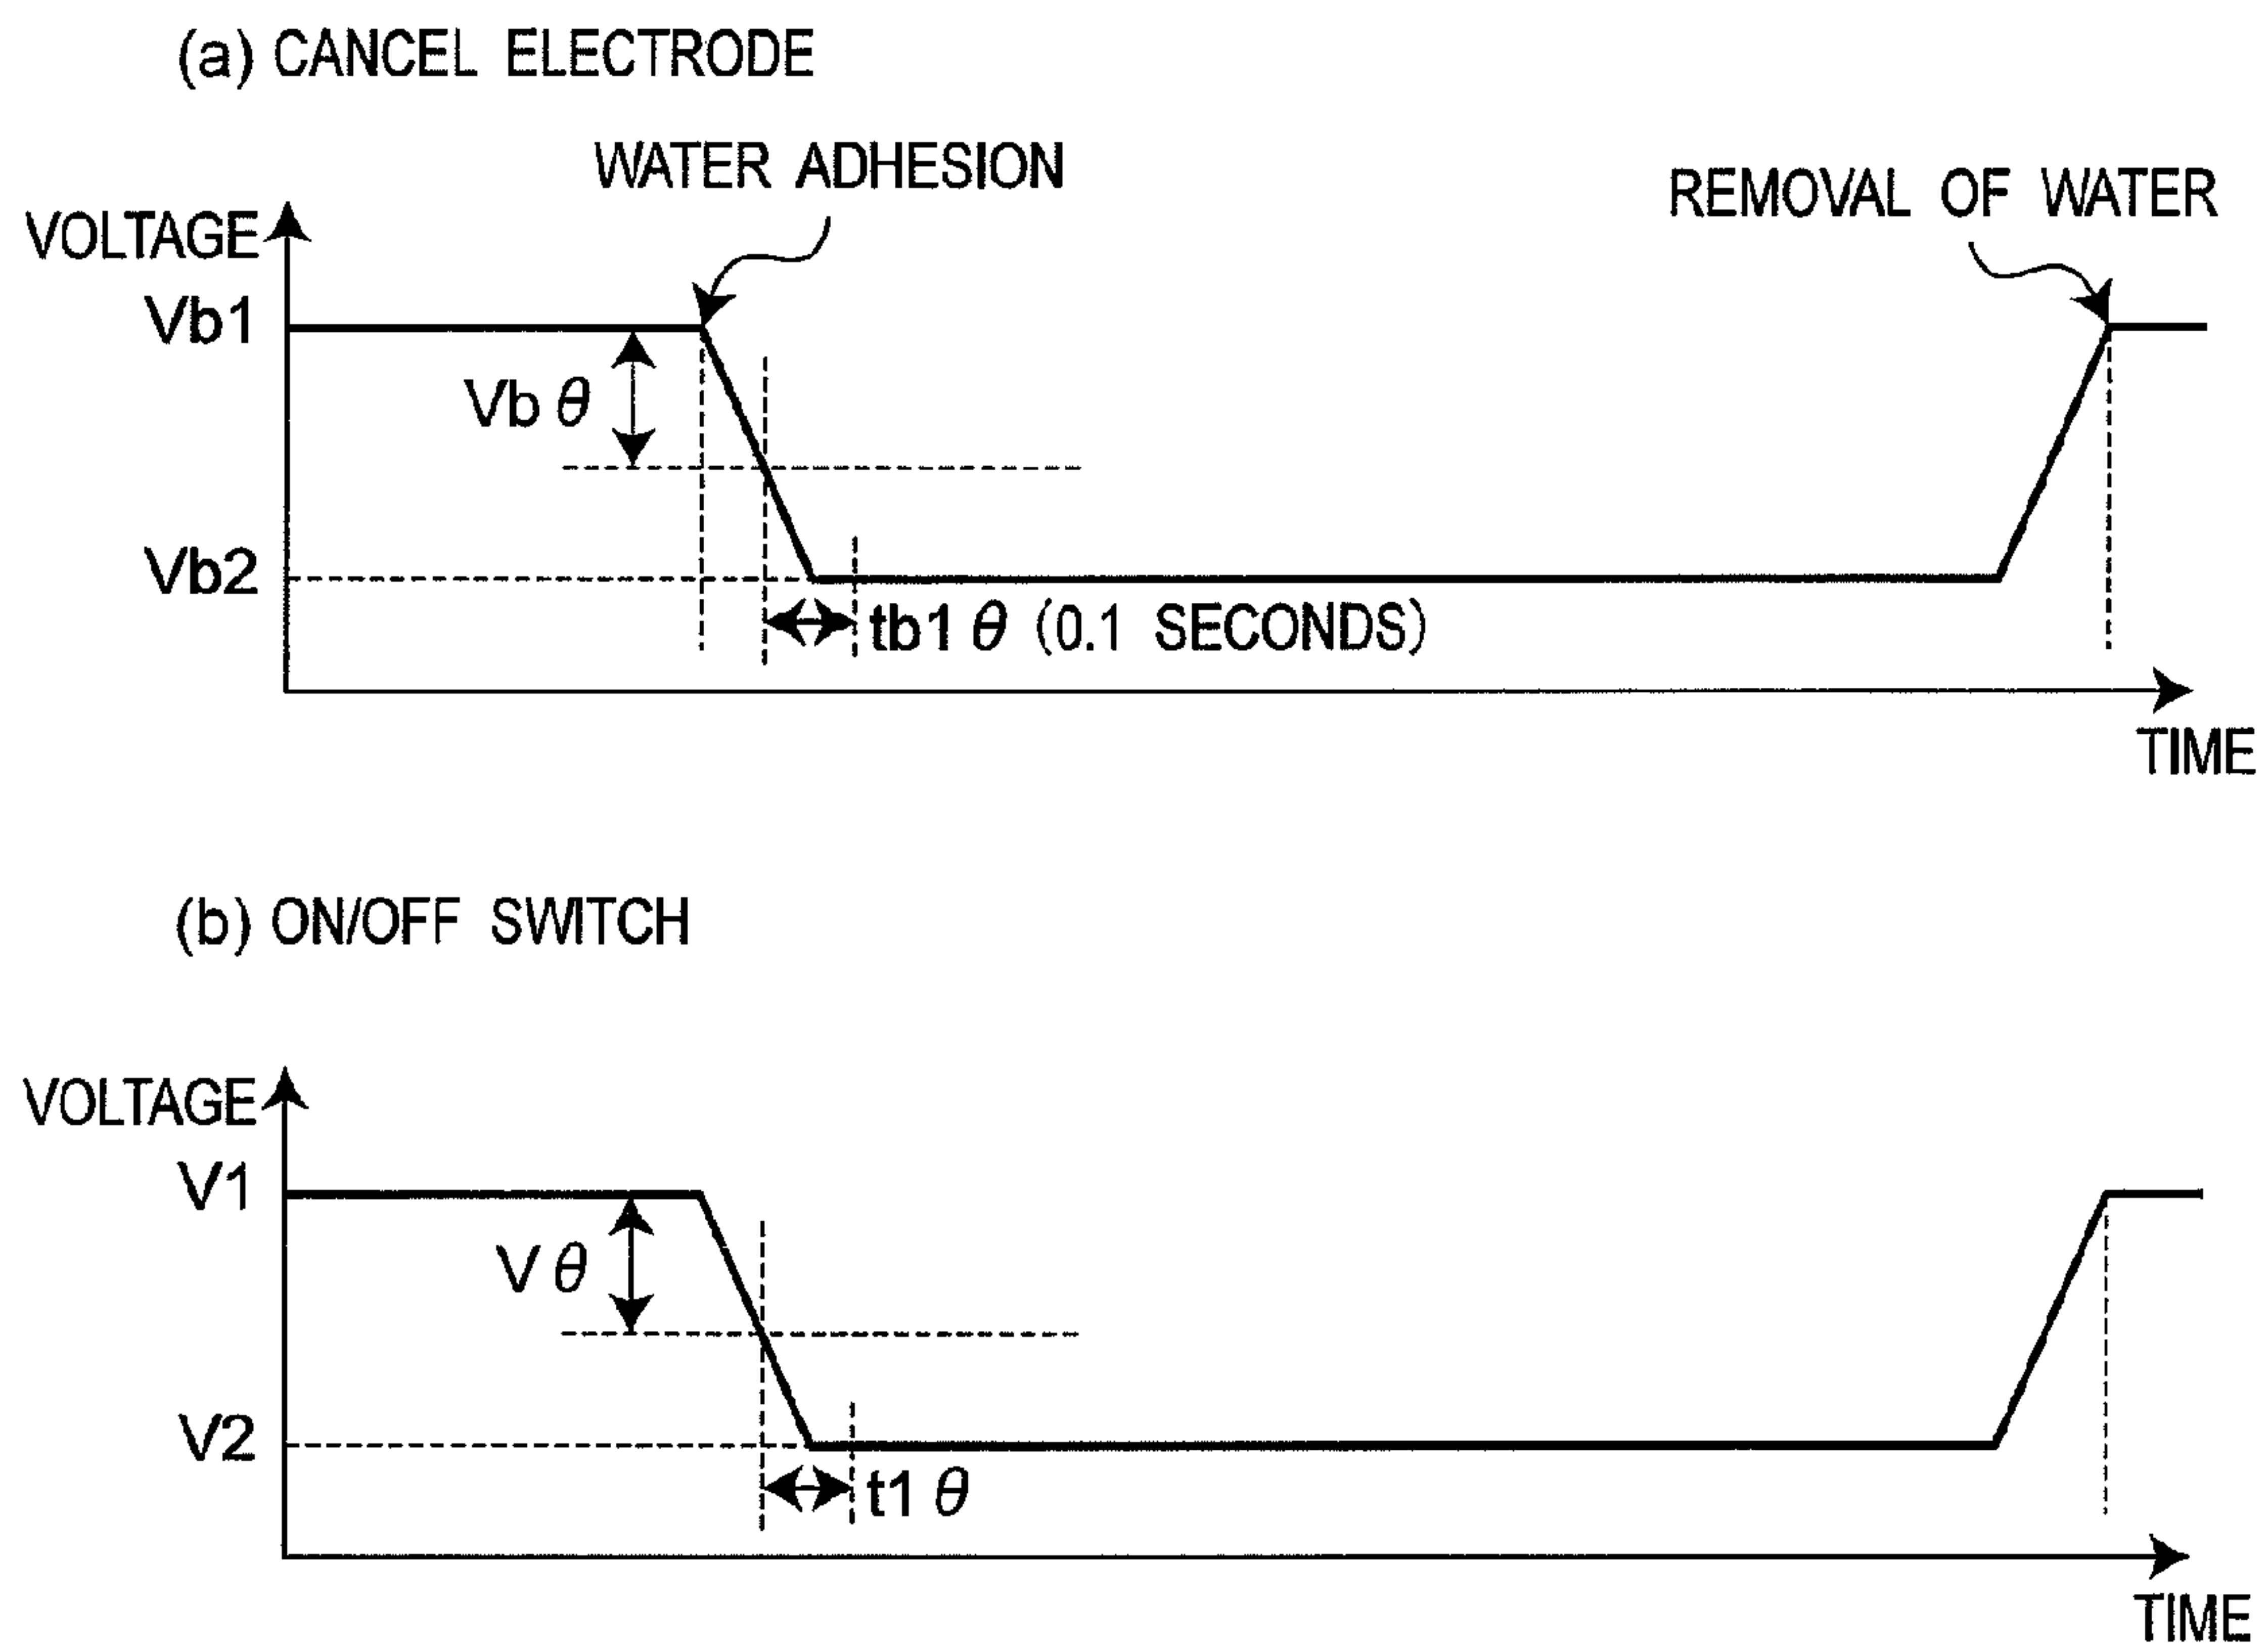 (a) CANCEL ELECTRODE
WATER ADHESION
REMOVAL OF WATER
VOLTAGE
Vb1
Vb θ
Vb2
tb1 θ (0.1 SECONDS)
TIME
(b) ON/OFF SWITCH
VOLTAGE
V1
V θ
V2
t1 θ
TIME